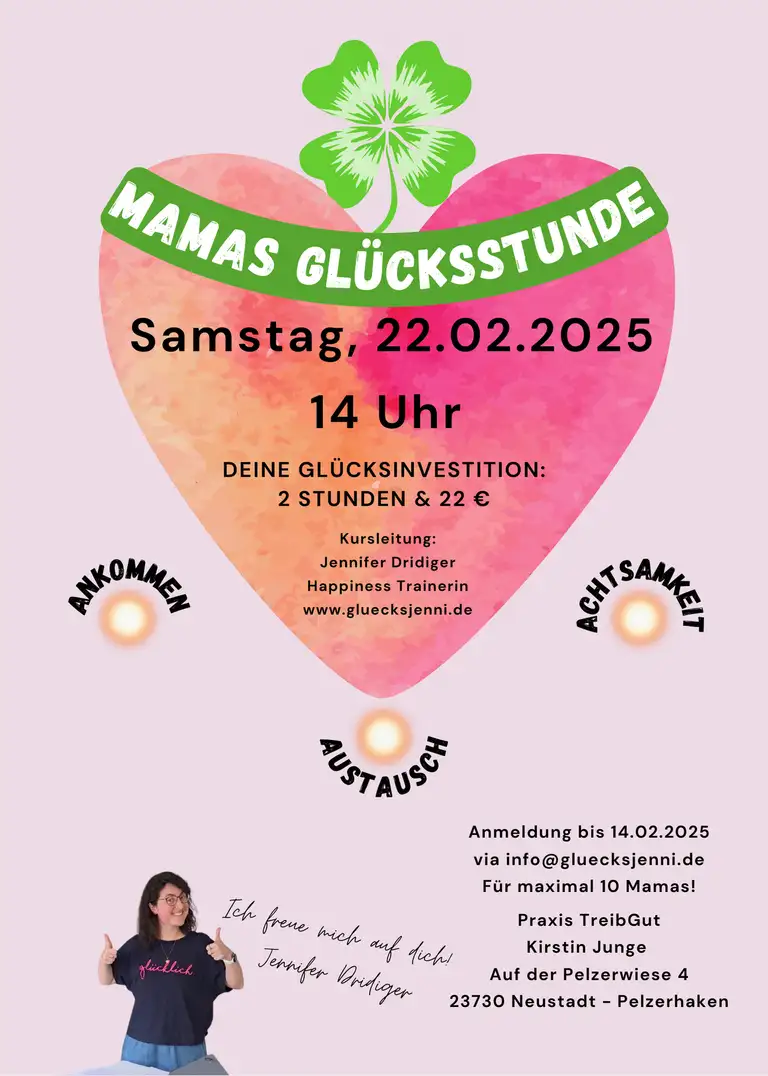 MAMAS GLÜCKSSTUNDE
Samstag, 22.02.2025
14 Uhr
DEINE GLÜCKSINVESTITION:
2 STUNDEN & 22 €
Kursleitung:
Jennifer Dridiger
Happiness Trainerin
www.gluecksjenni.de
ANKOMMEN
ACHTSAMKEIT
AUSTAUSCH
Anmeldung bis 14.02.2025
via info@gluecksjenni.de
Für maximal 10 Mamas!
Praxis TreibGut
Kirstin Junge
Auf der Pelzerwiese 4
23730 Neustadt - Pelzerhaken
Ich freue mich auf dich!
Jennifer Dridiger
glücklich